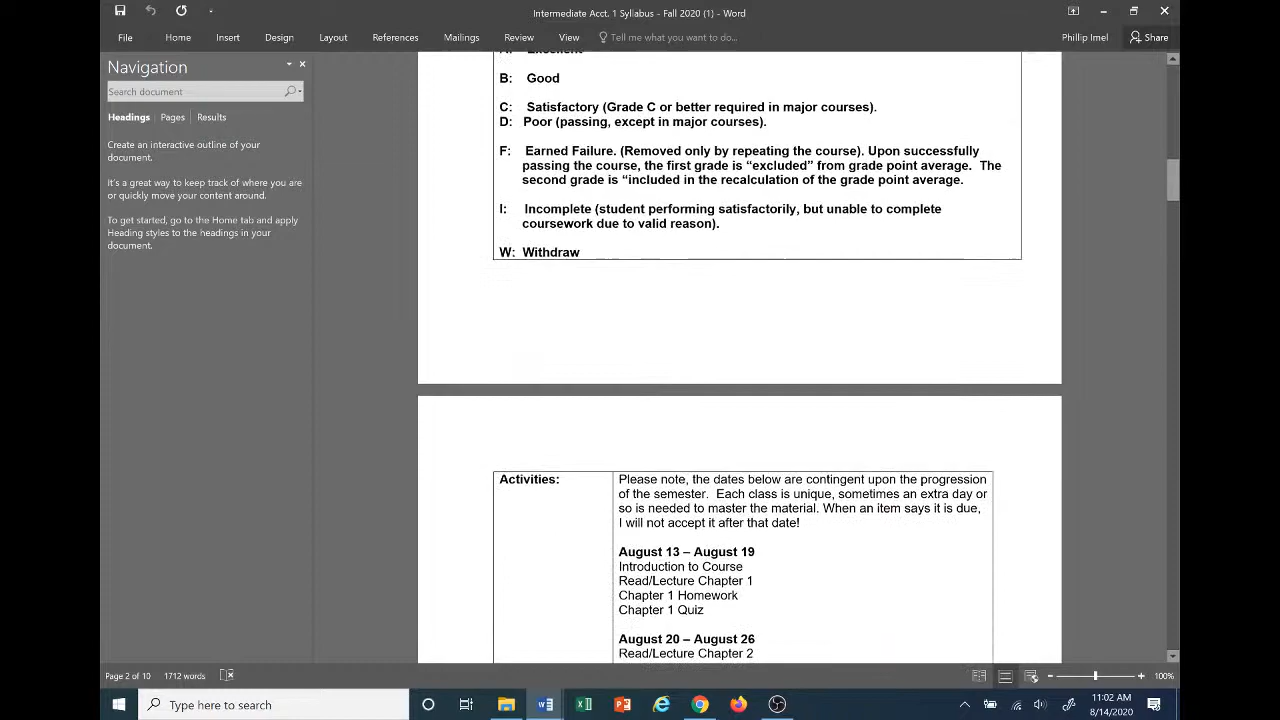 Intermediate Acct. 1 Syllabus - Fall 2020 (1) - Word
File Home Insert Design Layout References Mailings Review View Tell me what you want to do... Phillip Imel Share
Navigation
Search document
Headings Pages Results
Create an interactive outline of your
document.
It's a great way to keep track of where you are
or quickly move your content around.
To get started, go to the Home tab and apply
Heading styles to the headings in your
document.
A: Excellent
B: Good
C: Satisfactory (Grade C or better required in major courses).
D: Poor (passing, except in major courses).
F: Earned Failure. (Removed only by repeating the course). Upon successfully
passing the course, the first grade is “excluded” from grade point average. The
second grade is “included in the recalculation of the grade point average.
I: Incomplete (student performing satisfactorily, but unable to complete
coursework due to valid reason).
W: Withdraw
Activities:
Please note, the dates below are contingent upon the progression
of the semester. Each class is unique, sometimes an extra day or
so is needed to master the material. When an item says it is due,
I will not accept it after that date!
August 13 – August 19
Introduction to Course
Read/Lecture Chapter 1
Chapter 1 Homework
Chapter 1 Quiz
August 20 – August 26
Read/Lecture Chapter 2
Page 2 of 10 1712 words 100%
Type here to search
11:02 AM
8/14/2020